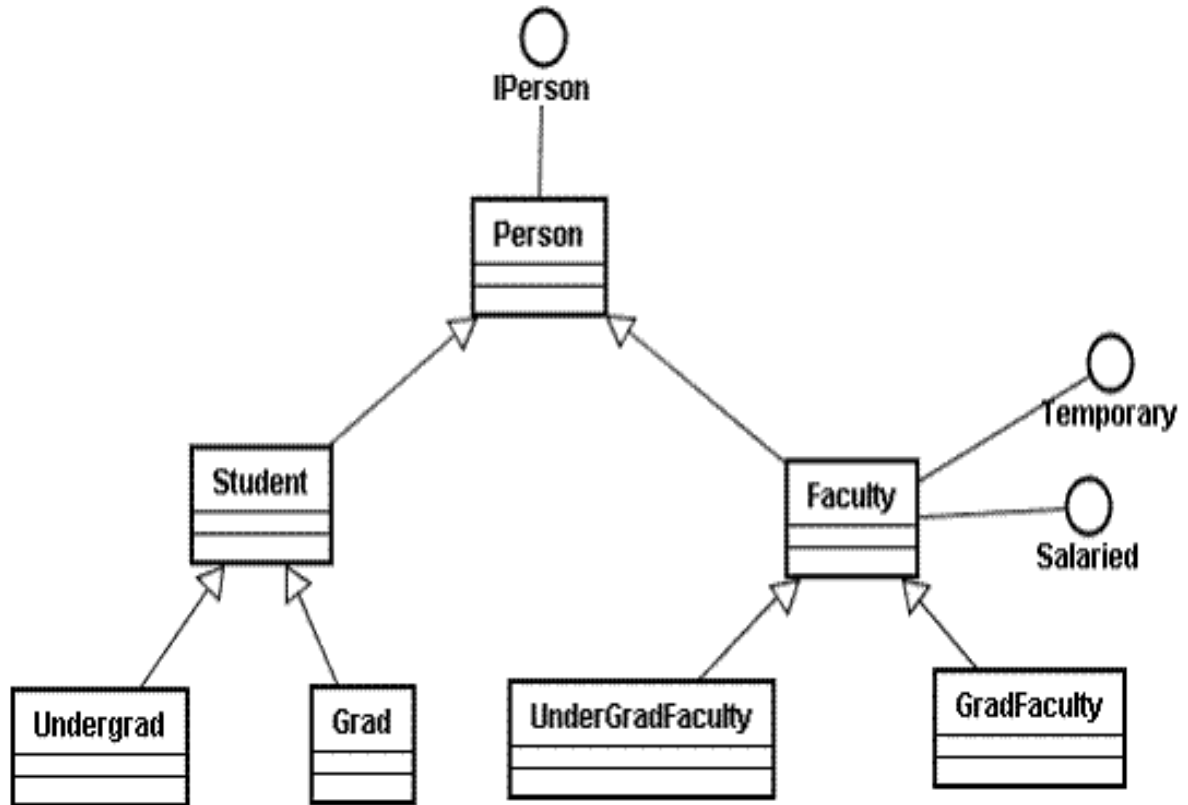 IPerson
Person
Temporary
Student
Faculty
Salaried
Undergrad
Grad
UnderGradFaculty
GradFaculty